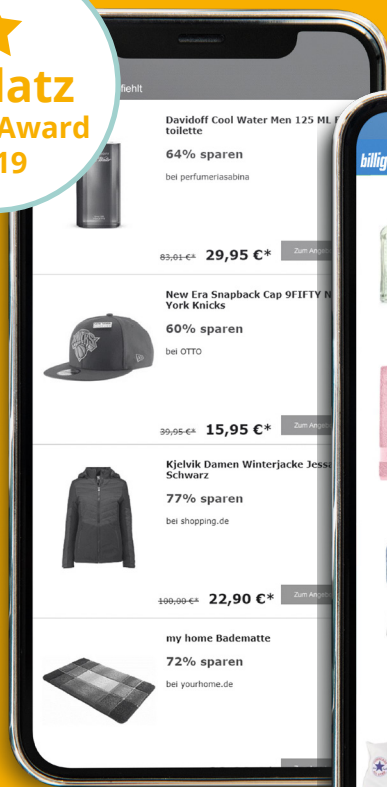 latz
Award
19
fiehlt
Davidoff Cool Water Men 125 ML
toilette
64% sparen
bei perfumeriasabina
83,01 €* 29,95 €* Zum Angebo
New Era Snapback Cap 9FIFTY N
York Knicks
60% sparen
bei OTTO
39,95 €* 15,95 €* Zum Angebo
Kjelvik Damen Winterjacke Jessa
Schwarz
77% sparen
bei shopping.de
100,00 €* 22,90 €* Zum Angebo
my home Badematte
72% sparen
bei yourhome.de
billig